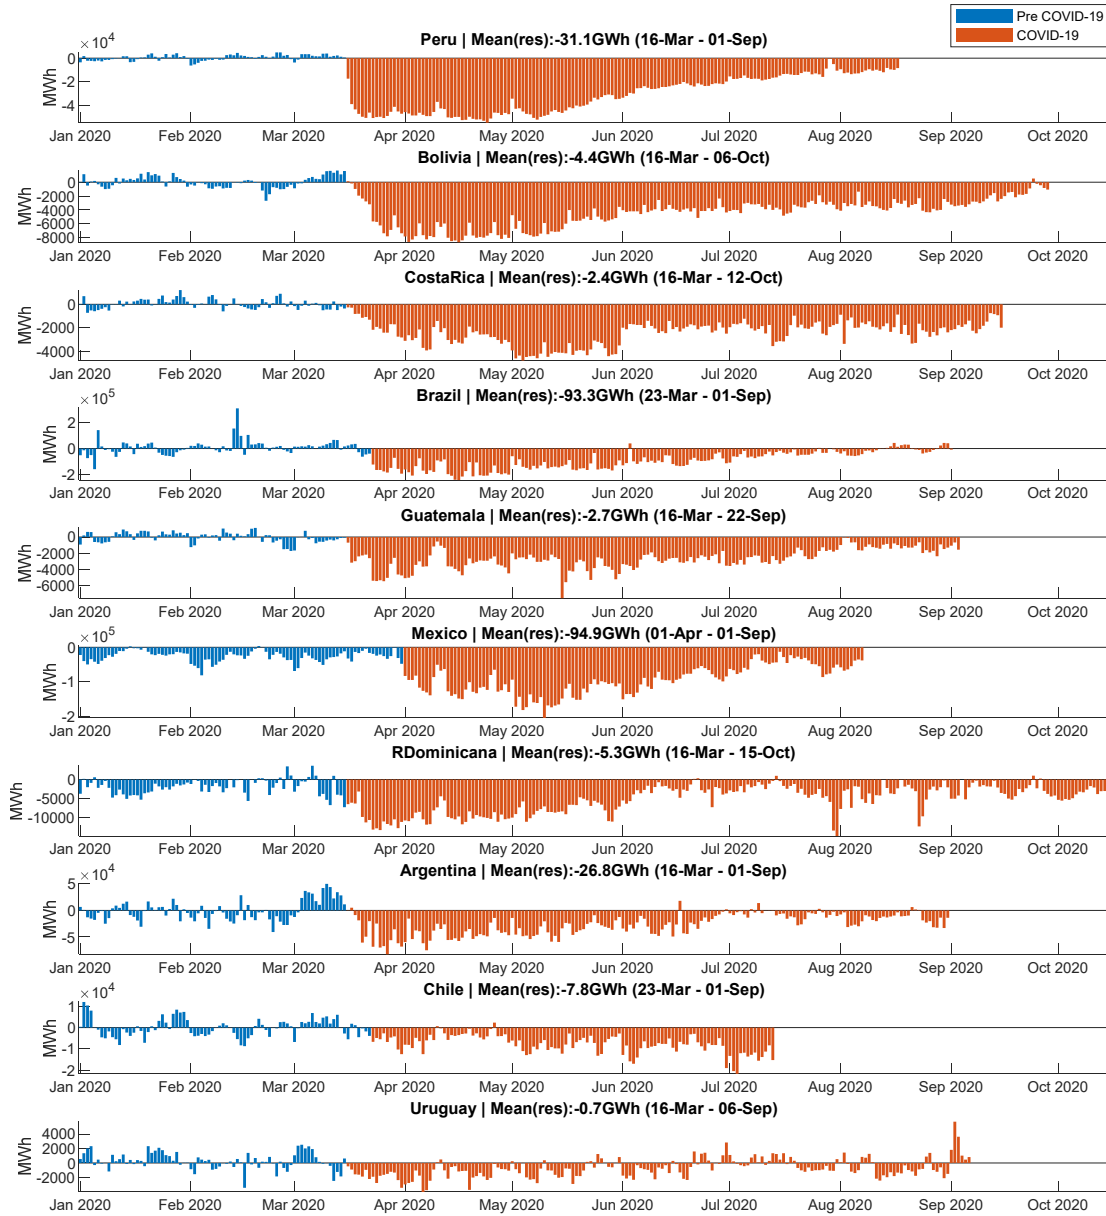 Pre COVID-19
COVID-19
×10^4
Peru | Mean(res):-31.1GWh (16-Mar - 01-Sep)
MWh
0
-2
-4
Jan 2020 Feb 2020 Mar 2020 Apr 2020 May 2020 Jun 2020 Jul 2020 Aug 2020 Sep 2020 Oct 2020
Bolivia | Mean(res):-4.4GWh (16-Mar - 06-Oct)
MWh
0
-2000
-4000
-6000
-8000
Jan 2020 Feb 2020 Mar 2020 Apr 2020 May 2020 Jun 2020 Jul 2020 Aug 2020 Sep 2020 Oct 2020
CostaRica | Mean(res):-2.4GWh (16-Mar - 12-Oct)
MWh
0
-2000
-4000
Jan 2020 Feb 2020 Mar 2020 Apr 2020 May 2020 Jun 2020 Jul 2020 Aug 2020 Sep 2020 Oct 2020
×10^5
Brazil | Mean(res):-93.3GWh (23-Mar - 01-Sep)
MWh
2
0
-2
Jan 2020 Feb 2020 Mar 2020 Apr 2020 May 2020 Jun 2020 Jul 2020 Aug 2020 Sep 2020 Oct 2020
Guatemala | Mean(res):-2.7GWh (16-Mar - 22-Sep)
MWh
0
-2000
-4000
-6000
Jan 2020 Feb 2020 Mar 2020 Apr 2020 May 2020 Jun 2020 Jul 2020 Aug 2020 Sep 2020 Oct 2020
×10^5
Mexico | Mean(res):-94.9GWh (01-Apr - 01-Sep)
MWh
0
-1
-2
Jan 2020 Feb 2020 Mar 2020 Apr 2020 May 2020 Jun 2020 Jul 2020 Aug 2020 Sep 2020 Oct 2020
RDominicana | Mean(res):-5.3GWh (16-Mar - 15-Oct)
MWh
0
-5000
-10000
Jan 2020 Feb 2020 Mar 2020 Apr 2020 May 2020 Jun 2020 Jul 2020 Aug 2020 Sep 2020 Oct 2020
×10^4
Argentina | Mean(res):-26.8GWh (16-Mar - 01-Sep)
MWh
5
0
-5
Jan 2020 Feb 2020 Mar 2020 Apr 2020 May 2020 Jun 2020 Jul 2020 Aug 2020 Sep 2020 Oct 2020
×10^4
Chile | Mean(res):-7.8GWh (23-Mar - 01-Sep)
MWh
1
0
-1
-2
Jan 2020 Feb 2020 Mar 2020 Apr 2020 May 2020 Jun 2020 Jul 2020 Aug 2020 Sep 2020 Oct 2020
Uruguay | Mean(res):-0.7GWh (16-Mar - 06-Sep)
MWh
4000
2000
0
-2000
Jan 2020 Feb 2020 Mar 2020 Apr 2020 May 2020 Jun 2020 Jul 2020 Aug 2020 Sep 2020 Oct 2020